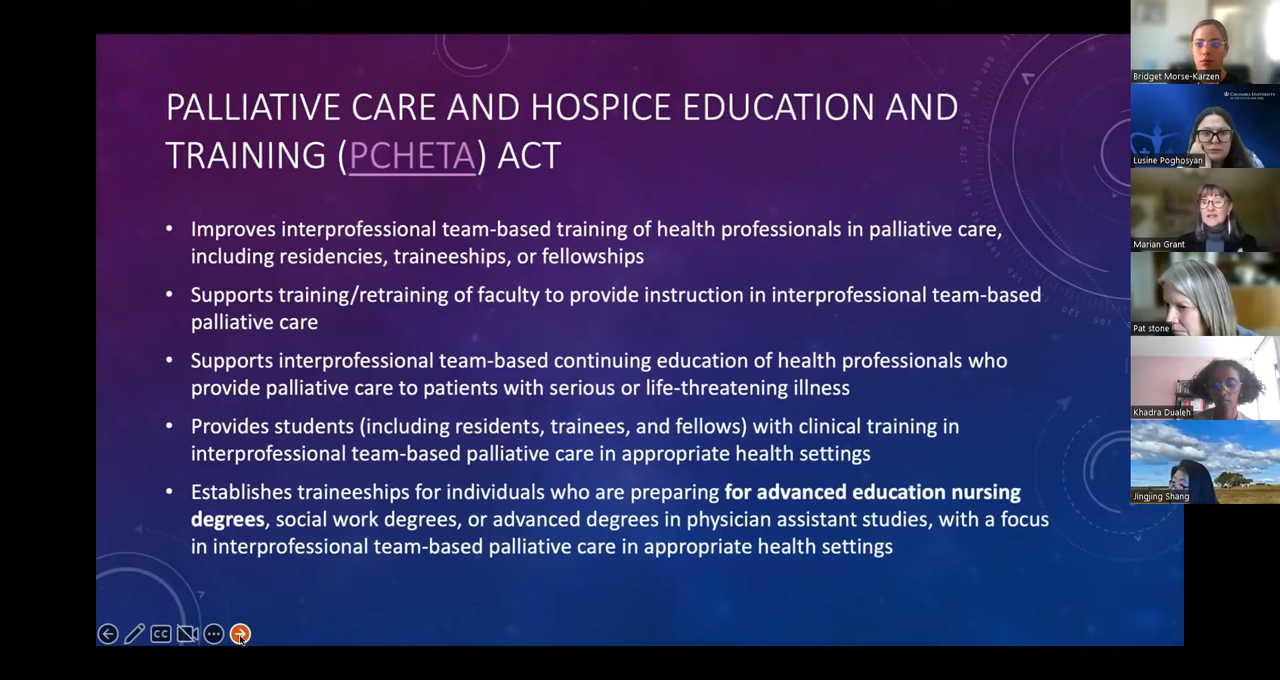 PALLIATIVE CARE AND HOSPICE EDUCATION AND
TRAINING (PCHETA) ACT
• Improves interprofessional team-based training of health professionals in palliative care,
including residencies, traineeships, or fellowships
• Supports training/retraining of faculty to provide instruction in interprofessional team-based
palliative care
• Supports interprofessional team-based continuing education of health professionals who
provide palliative care to patients with serious or life-threatening illness
• Provides students (including residents, trainees, and fellows) with clinical training in
interprofessional team-based palliative care in appropriate health settings
• Establishes traineeships for individuals who are preparing for advanced education nursing
degrees, social work degrees, or advanced degrees in physician assistant studies, with a focus
in interprofessional team-based palliative care in appropriate health settings
CC
Bridget Morse-Karzen
COLUMBIA UNIVERSITY
Lusine Poghosyan
Marian Grant
Pat stone
Khadra Dualeh
Jingjing Shang